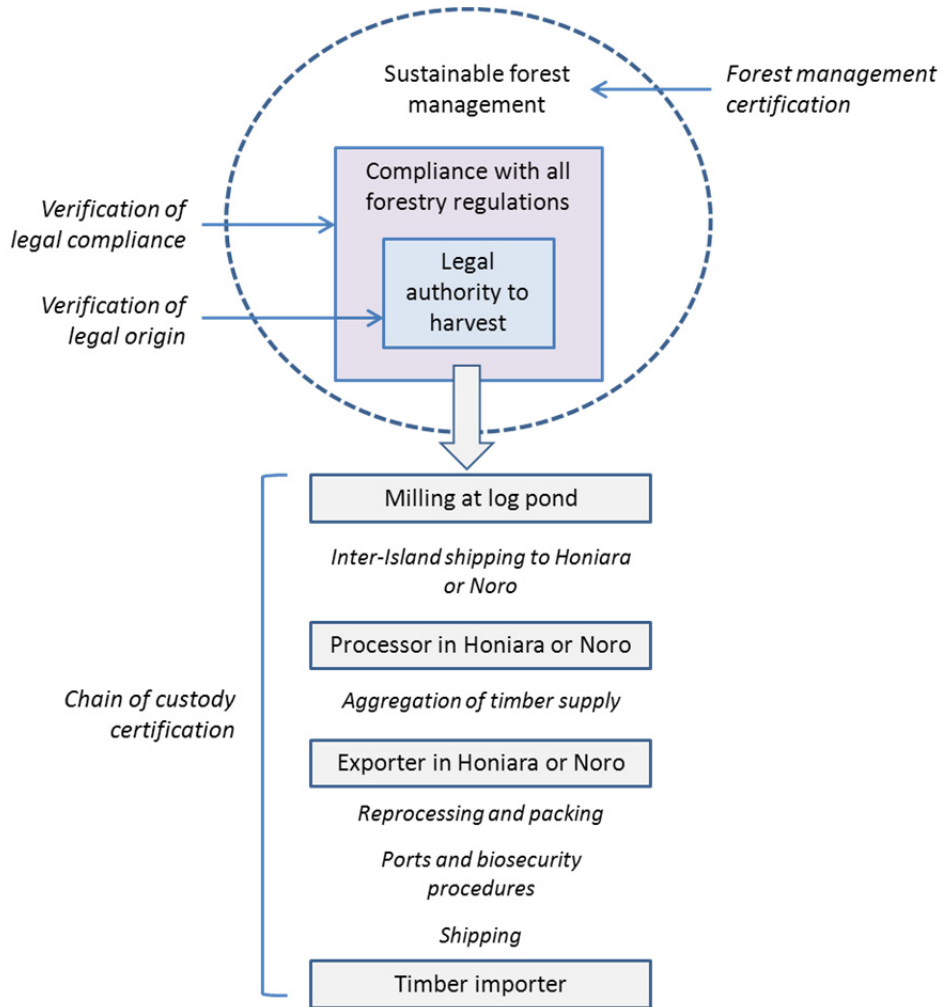 Sustainable forest
management
Forest management
certification
Compliance with all
forestry regulations
Verification of
legal compliance
Legal
authority to
harvest
Verification of
legal origin
Milling at log pond
Inter-Island shipping to Honiara
or Noro
Processor in Honiara or Noro
Chain of custody
certification
Aggregation of timber supply
Exporter in Honiara or Noro
Reprocessing and packing
Ports and biosecurity
procedures
Shipping
Timber importer